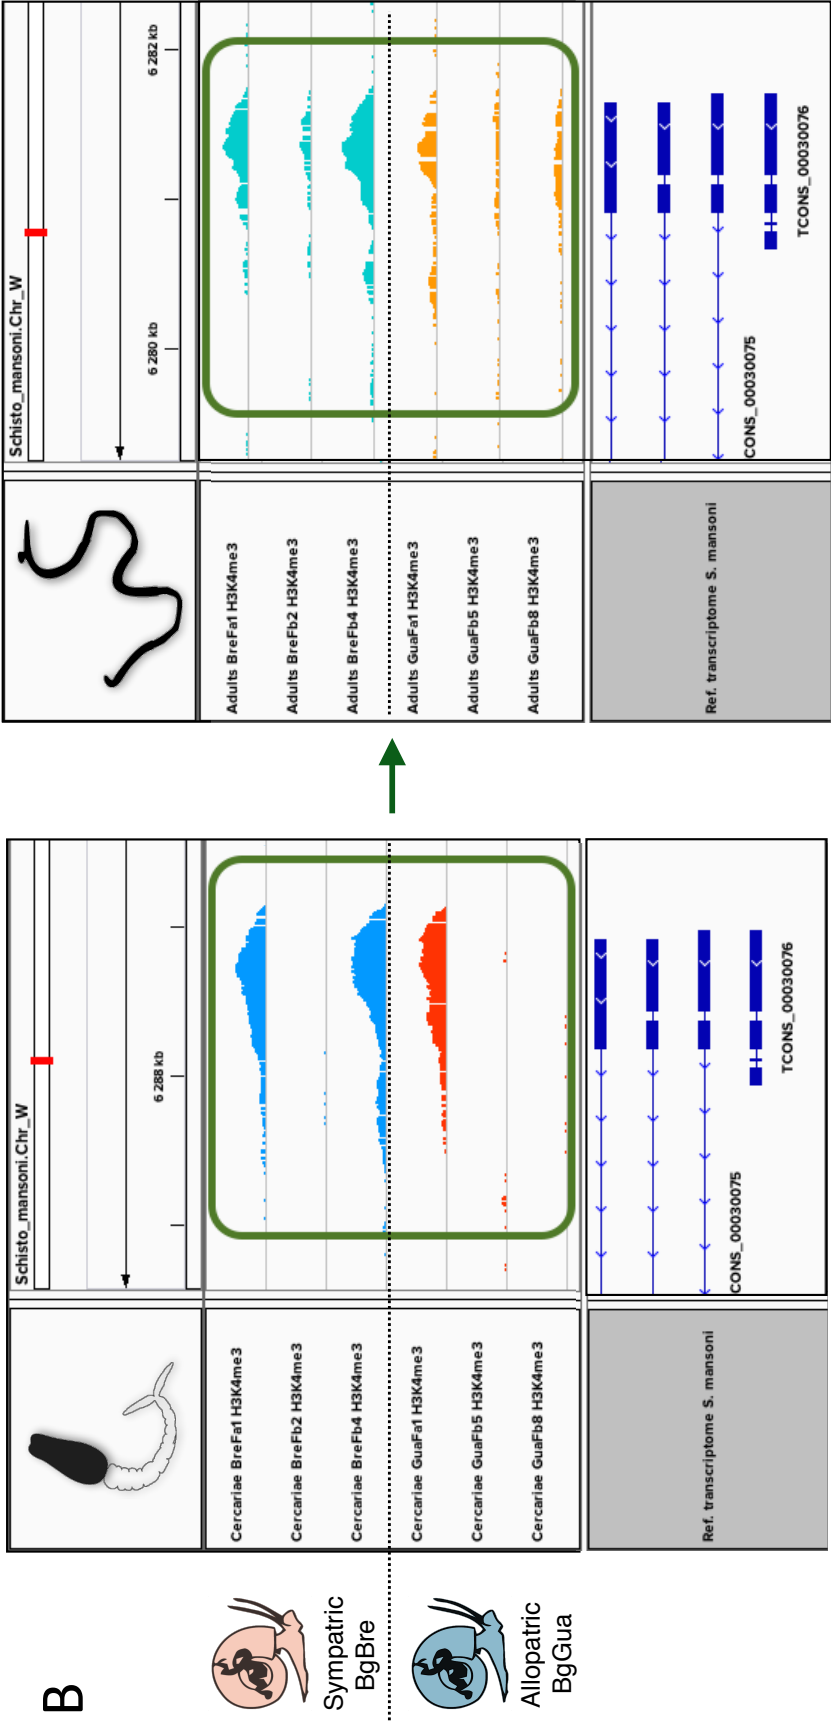 B
Sympatric
BgBre
Allopatric
BgGua
Schisto_mansoni.Chr_W
6 288 kb
Cercariae BreFa1 H3K4me3
Cercariae BreFb2 H3K4me3
Cercariae BreFb4 H3K4me3
Cercariae GuaFa1 H3K4me3
Cercariae GuaFb5 H3K4me3
Cercariae GuaFb8 H3K4me3
Ref. transcriptome S. mansoni
CONS_00030075
TCONS_00030076
Schisto_mansoni.Chr_W
6 280 kb
6 282 kb
Adults BreFa1 H3K4me3
Adults BreFb2 H3K4me3
Adults BreFb4 H3K4me3
Adults GuaFa1 H3K4me3
Adults GuaFb5 H3K4me3
Adults GuaFb8 H3K4me3
Ref. transcriptome S. mansoni
CONS_00030075
TCONS_00030076